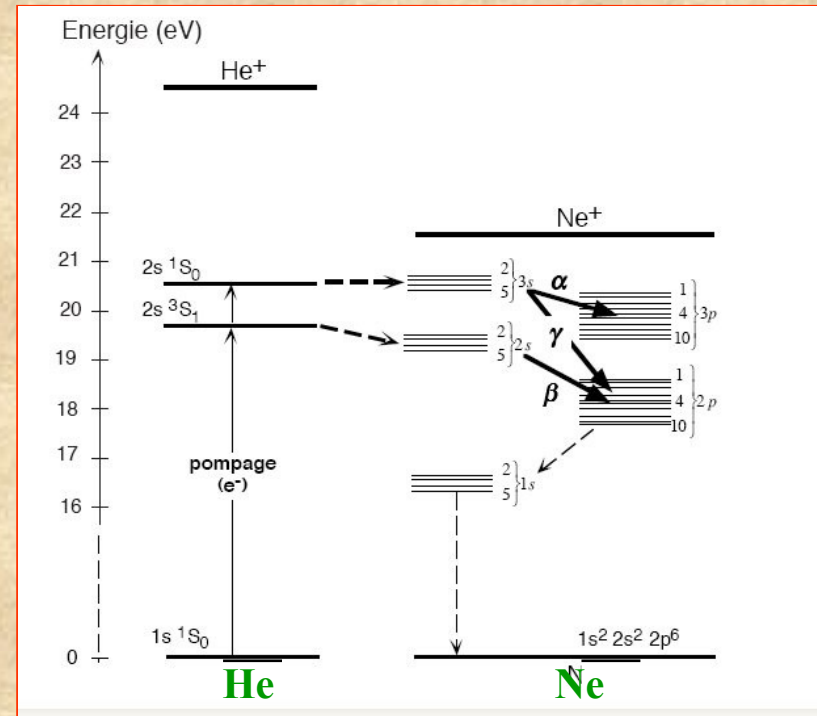 Energie (eV)
He⁺
24
23
22
Ne⁺
21
2s ¹S₀
2
5
3s
α
1
4
10
3p
20
2s ³S₁
γ
2
5
2s
19
β
1
4
10
2p
18
17
pompage
(e⁻)
2
5
1s
16
1s ¹S₀
1s² 2s² 2p⁶
0
He
Ne